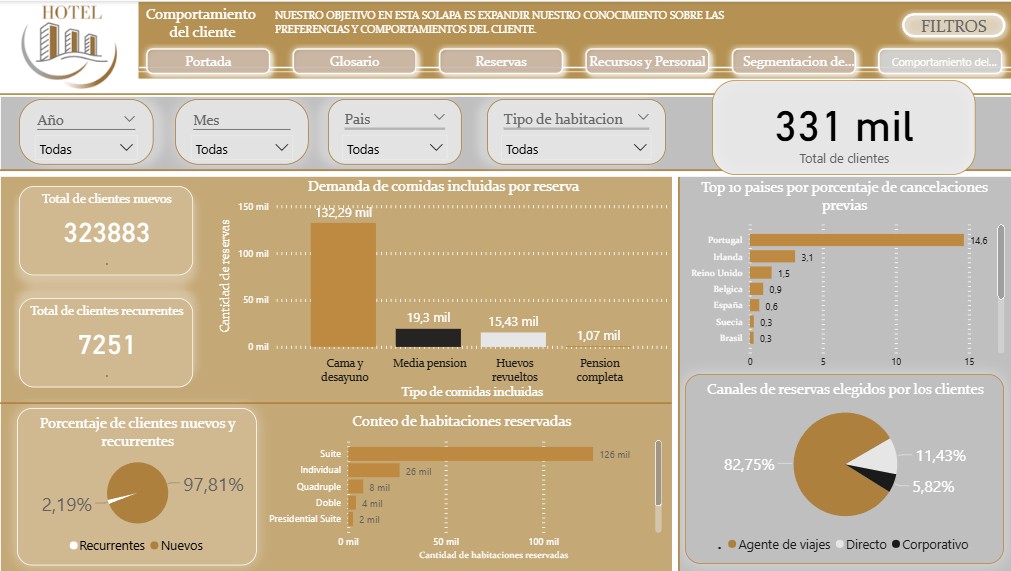 HOTEL
Comportamiento
del cliente
NUESTRO OBJETIVO EN ESTA SOLAPA ES EXPANDIR NUESTRO CONOCIMIENTO SOBRE LAS
PREFERENCIAS Y COMPORTAMIENTOS DEL CLIENTE.
FILTROS
Portada
Glosario
Reservas
Recursos y Personal
Segmentacion de...
Comportamiento del...
Año
Todas
Mes
Todas
Pais
Todas
Tipo de habitacion
Todas
331 mil
Total de clientes
Total de clientes nuevos
323883
.
Total de clientes recurrentes
7251
.
Demanda de comidas incluidas por reserva
Cantidad de reservas
150 mil
100 mil
50 mil
0 mil
132,29 mil
19,3 mil
15,43 mil
1,07 mil
Cama y
desayuno
Media pension
Huevos
revueltos
Pension
completa
Tipo de comidas incluidas
Top 10 paises por porcentaje de cancelaciones
previas
Portugal 14,6
Irlanda 3,1
Reino Unido 1,5
Belgica 0,9
España 0,6
Suecia 0,3
Brasil 0,3
0 5 10 15
Porcentaje de clientes nuevos y
recurrentes
2,19%
97,81%
Recurrentes Nuevos
Conteo de habitaciones reservadas
Suite 126 mil
Individual 26 mil
Quadruple 8 mil
Doble 4 mil
Presidential Suite 2 mil
0 mil 50 mil 100 mil
Cantidad de habitaciones reservadas
Canales de reservas elegidos por los clientes
82,75%
11,43%
5,82%
. Agente de viajes Directo Corporativo